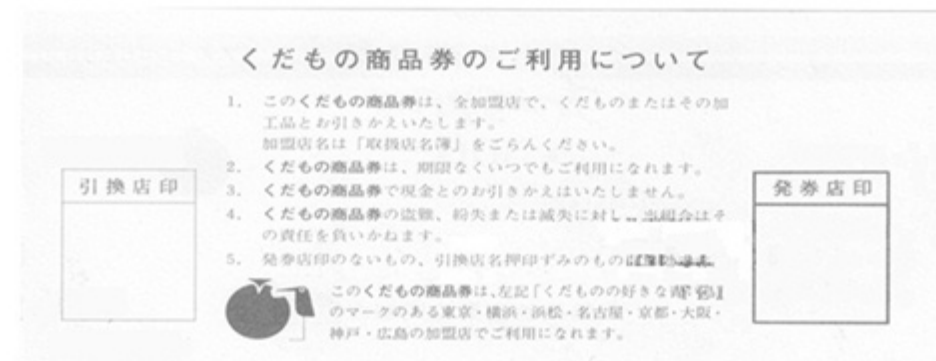 くだもの商品券のご利用について
1. このくだもの商品券は、全加盟店で、くだものまたはその加
工品とお引きかえいたします。
加盟店名は「取扱店名簿」をごらんください。
2. くだもの商品券は、期限なくいつでもご利用になれます。
3. くだもの商品券で現金とのお引きかえはいたしません。
4. くだもの商品券の盗難、紛失または滅失に対し、当組合はそ
の責任を負いかねます。
5. 発券店印のないもの、引換店名押印ずみのもの
引換店印
発券店印
このくだもの商品券は、左記「くだものの好きな
のマークのある東京・横浜・浜松・名古屋・京都・大阪・
神戸・広島の加盟店でご利用になれます。